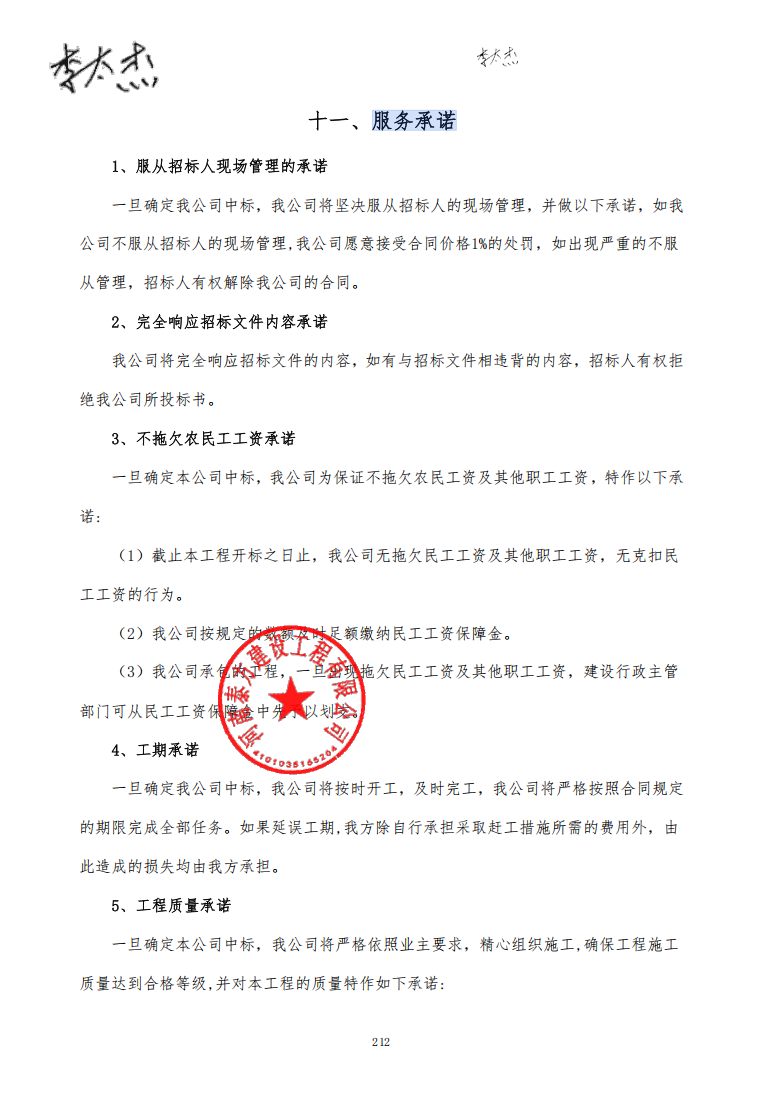 李太杰
李太杰
十一、服务承诺
1、服从招标人现场管理的承诺
一旦确定我公司中标，我公司将坚决服从招标人的现场管理，并做以下承诺，如我
公司不服从招标人的现场管理,我公司愿意接受合同价格1%的处罚，如出现严重的不服
从管理，招标人有权解除我公司的合同。
2、完全响应招标文件内容承诺
我公司将完全响应招标文件的内容，如有与招标文件相违背的内容，招标人有权拒
绝我公司所投标书。
3、不拖欠农民工工资承诺
一旦确定本公司中标，我公司为保证不拖欠农民工资及其他职工工资，特作以下承
诺:
（1）截止本工程开标之日止，我公司无拖欠民工工资及其他职工工资，无克扣民
工工资的行为。
（2）我公司按规定的数额及时足额缴纳民工工资保障金。
（3）我公司承包的工程，一旦出现拖欠民工工资及其他职工工资，建设行政主管
部门可从民工工资保障金中先予以划支。
河南泰方建设工程有限公司
4101035165204
4、工期承诺
一旦确定我公司中标，我公司将按时开工，及时完工，我公司将严格按照合同规定
的期限完成全部任务。如果延误工期,我方除自行承担采取赶工措施所需的费用外，由
此造成的损失均由我方承担。
5、工程质量承诺
一旦确定本公司中标，我公司将严格依照业主要求，精心组织施工,确保工程施工
质量达到合格等级,并对本工程的质量特作如下承诺:
212